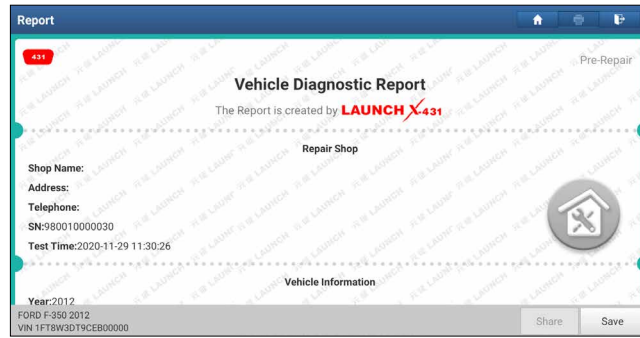 Report
431
Pre-Repair
Vehicle Diagnostic Report
The Report is created by LAUNCH X-431
Repair Shop
Shop Name:
Address:
Telephone:
SN:980010000030
Test Time:2020-11-29 11:30:26
Vehicle Information
Year:2012
FORD F-350 2012
VIN 1FT8W3DT9CEB00000
Share
Save